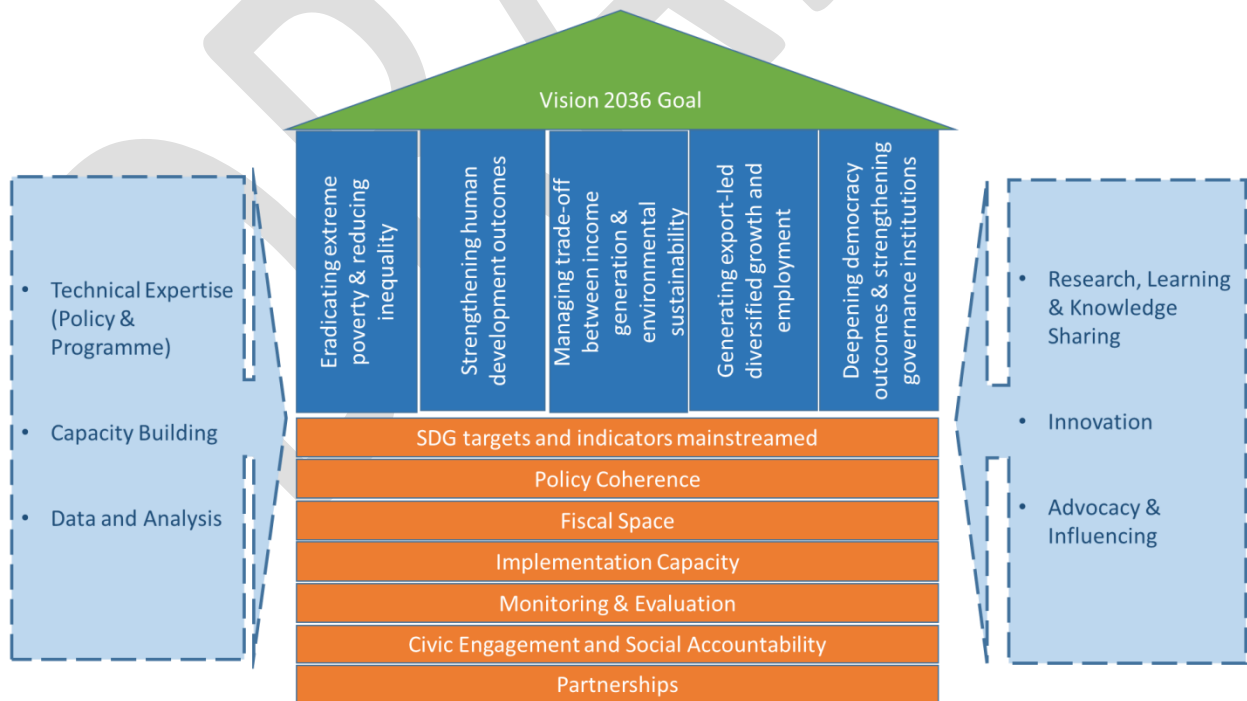 Vision 2036 Goal
Eradicating extreme
poverty & reducing
inequality
Strengthening human
development outcomes
Managing trade-off
between income
generation &
environmental
sustainability
Generating export-led
diversified growth and
employment
Deepening democracy
outcomes & strengthening
governance institutions
• Technical Expertise
(Policy &
Programme)
• Capacity Building
• Data and Analysis
SDG targets and indicators mainstreamed
Policy Coherence
Fiscal Space
Implementation Capacity
Monitoring & Evaluation
Civic Engagement and Social Accountability
Partnerships
• Research, Learning
& Knowledge
Sharing
• Innovation
• Advocacy &
Influencing